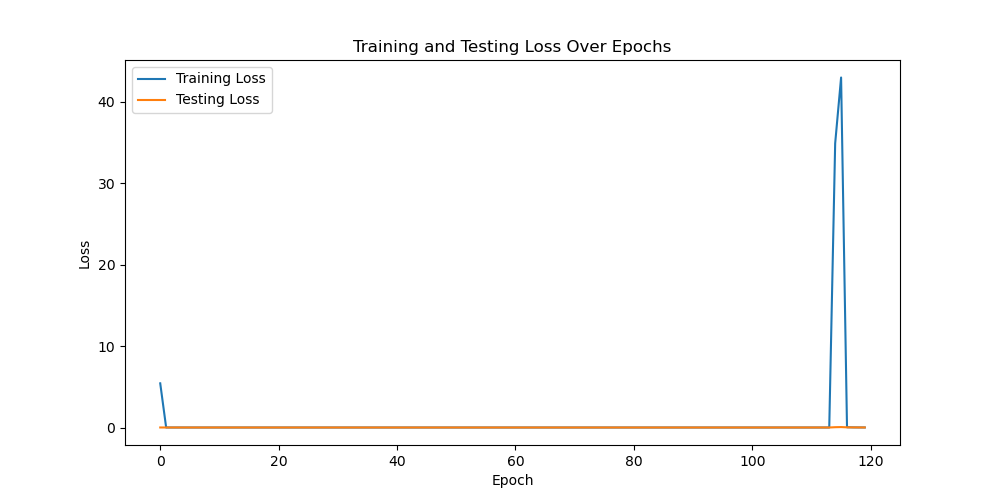 Training and Testing Loss Over Epochs
Training Loss
Testing Loss
Loss
40
30
20
10
0
0 20 40 60 80 100 120
Epoch